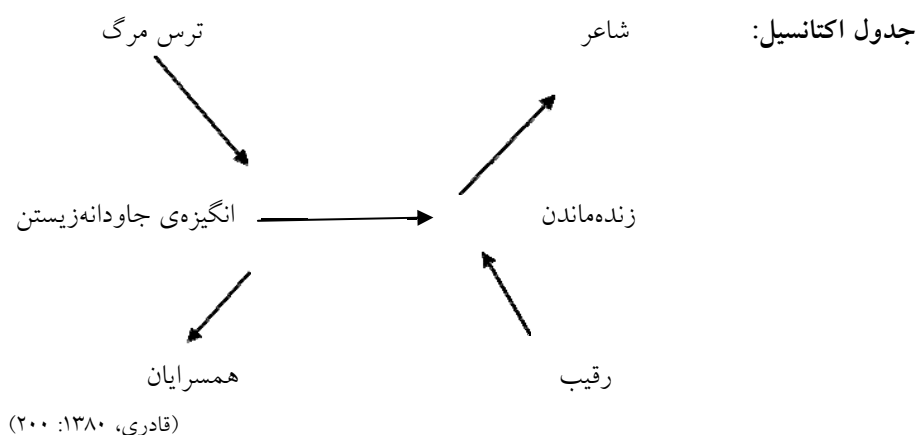 جدول اکتانسیل:
شاعر
ترس مرگ
زنده‌ماندن
انگیزه‌ی جاودانه‌زیستن
رقیب
همسرایان
(قادری، ۱۳۸۰: ۲۰۰)